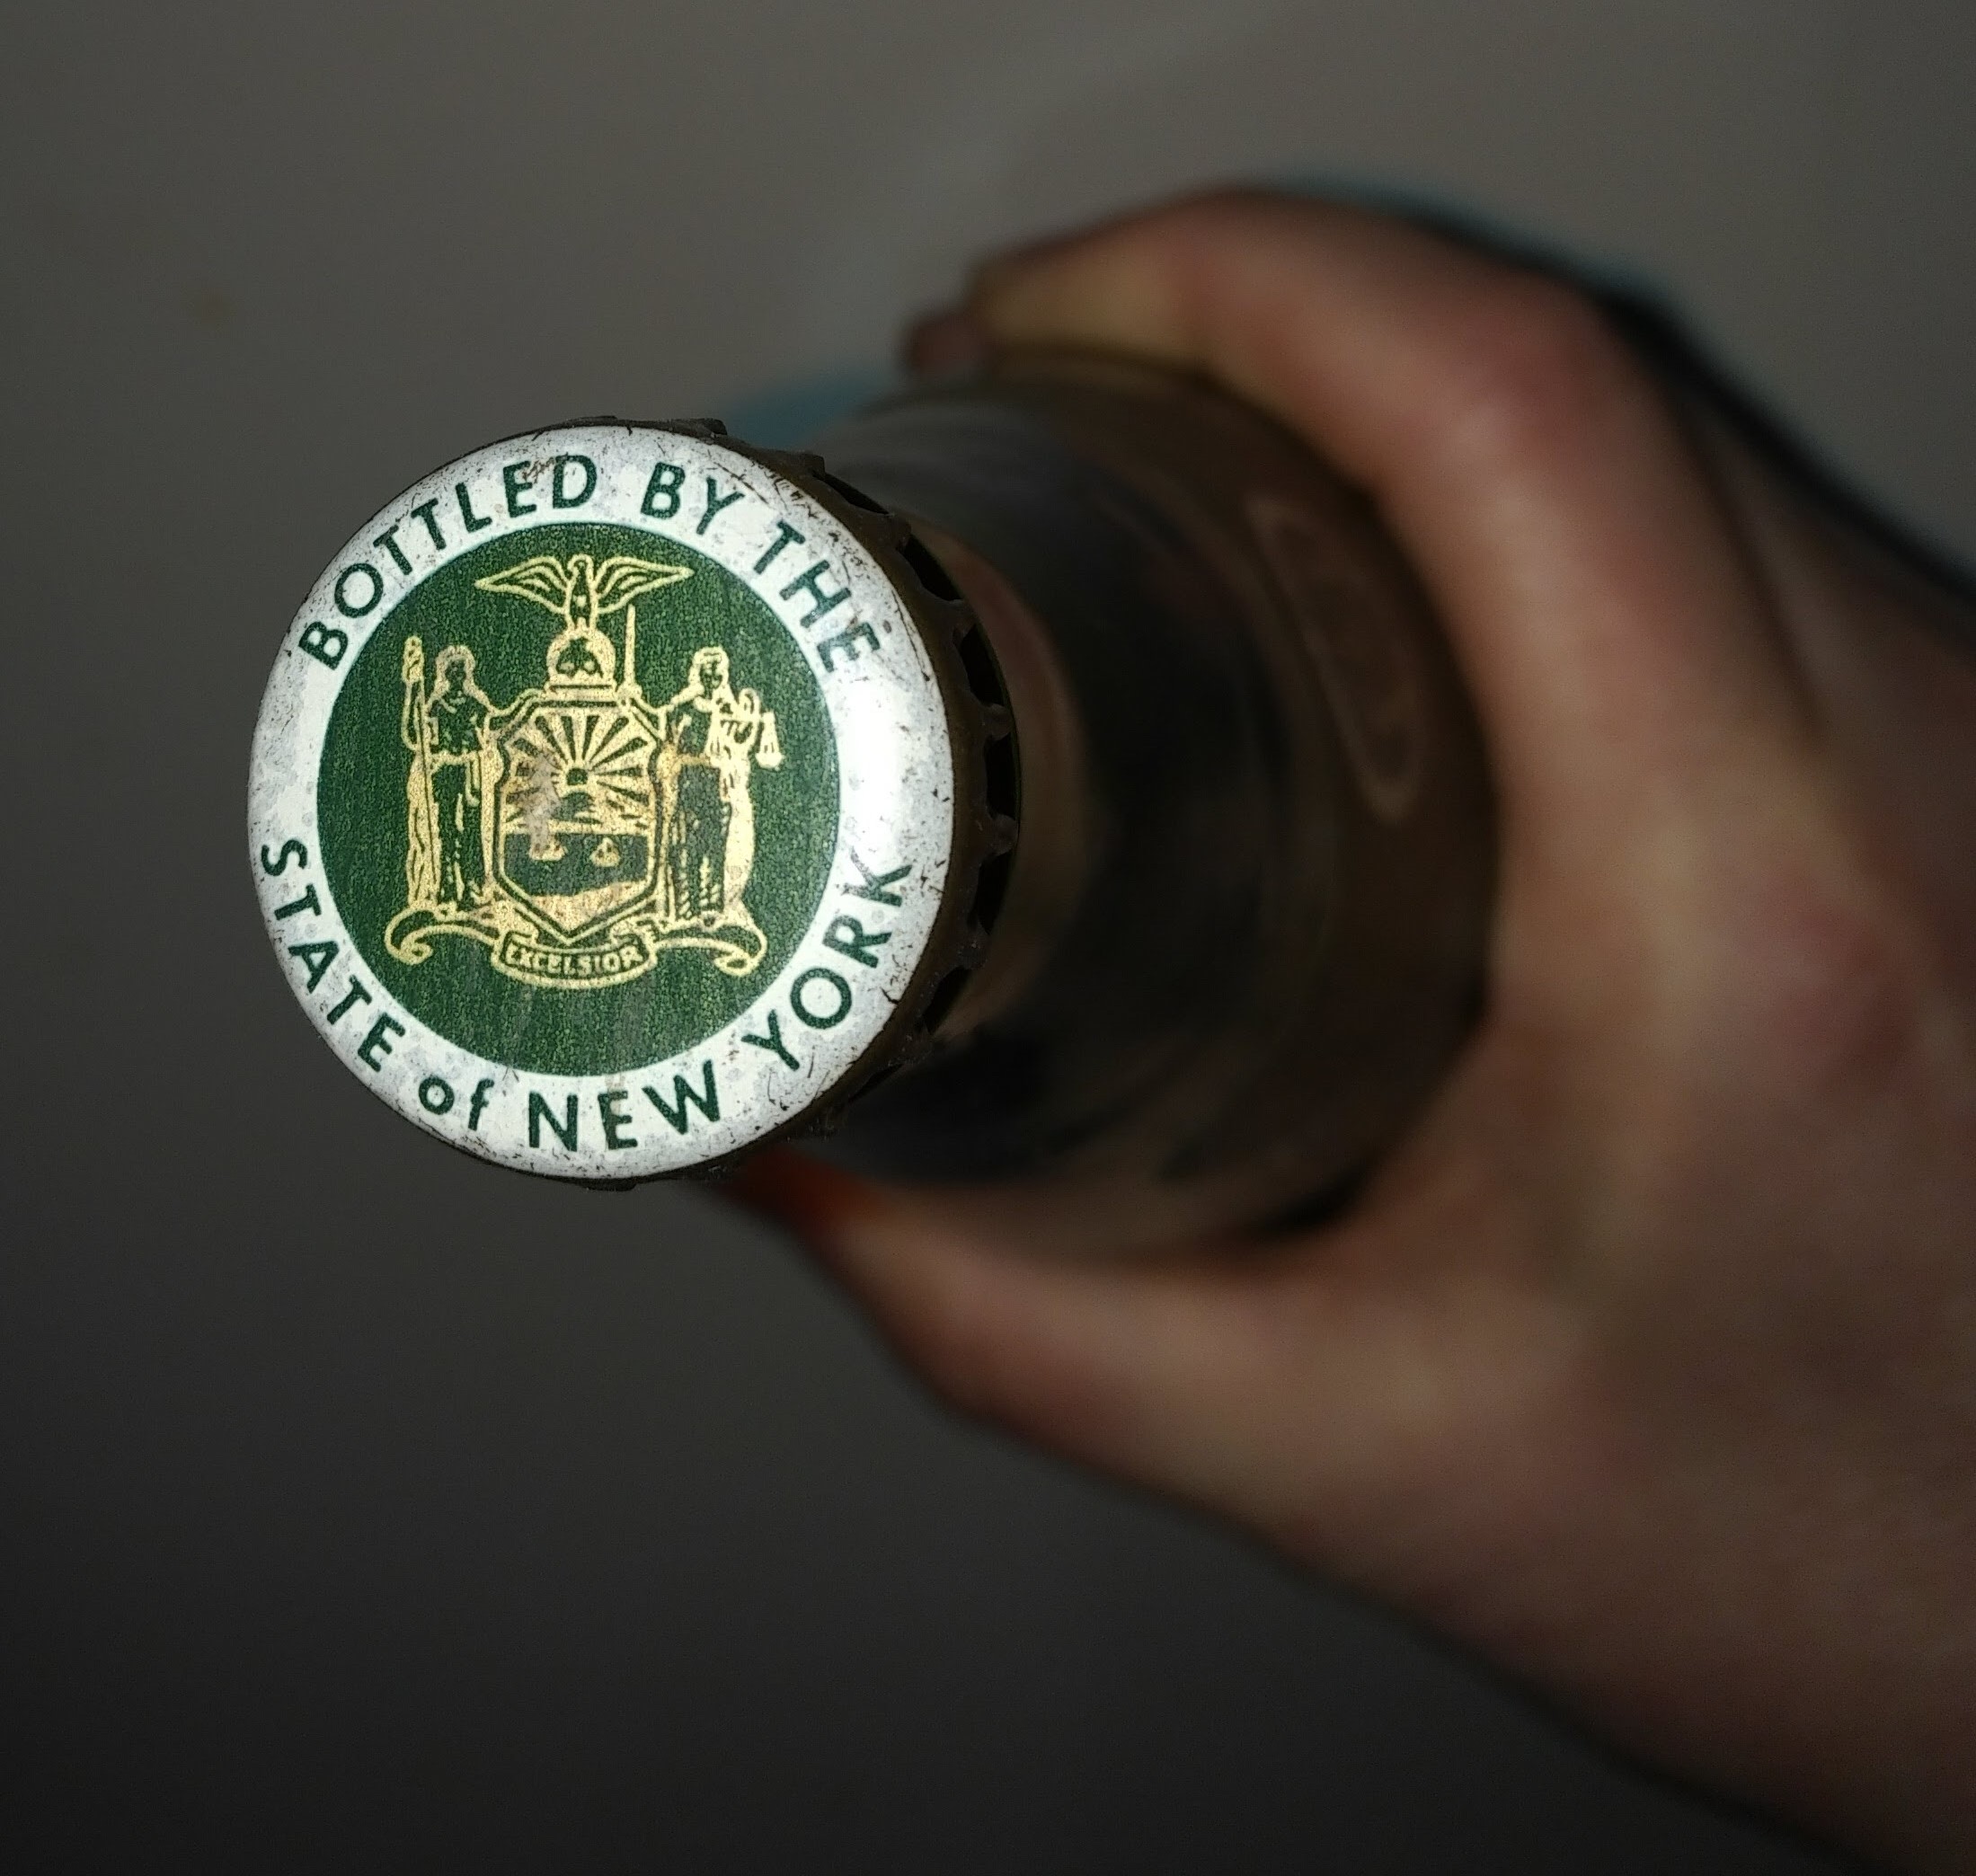 BOTTLED BY THE
STATE of NEW YORK
EXCELSIOR